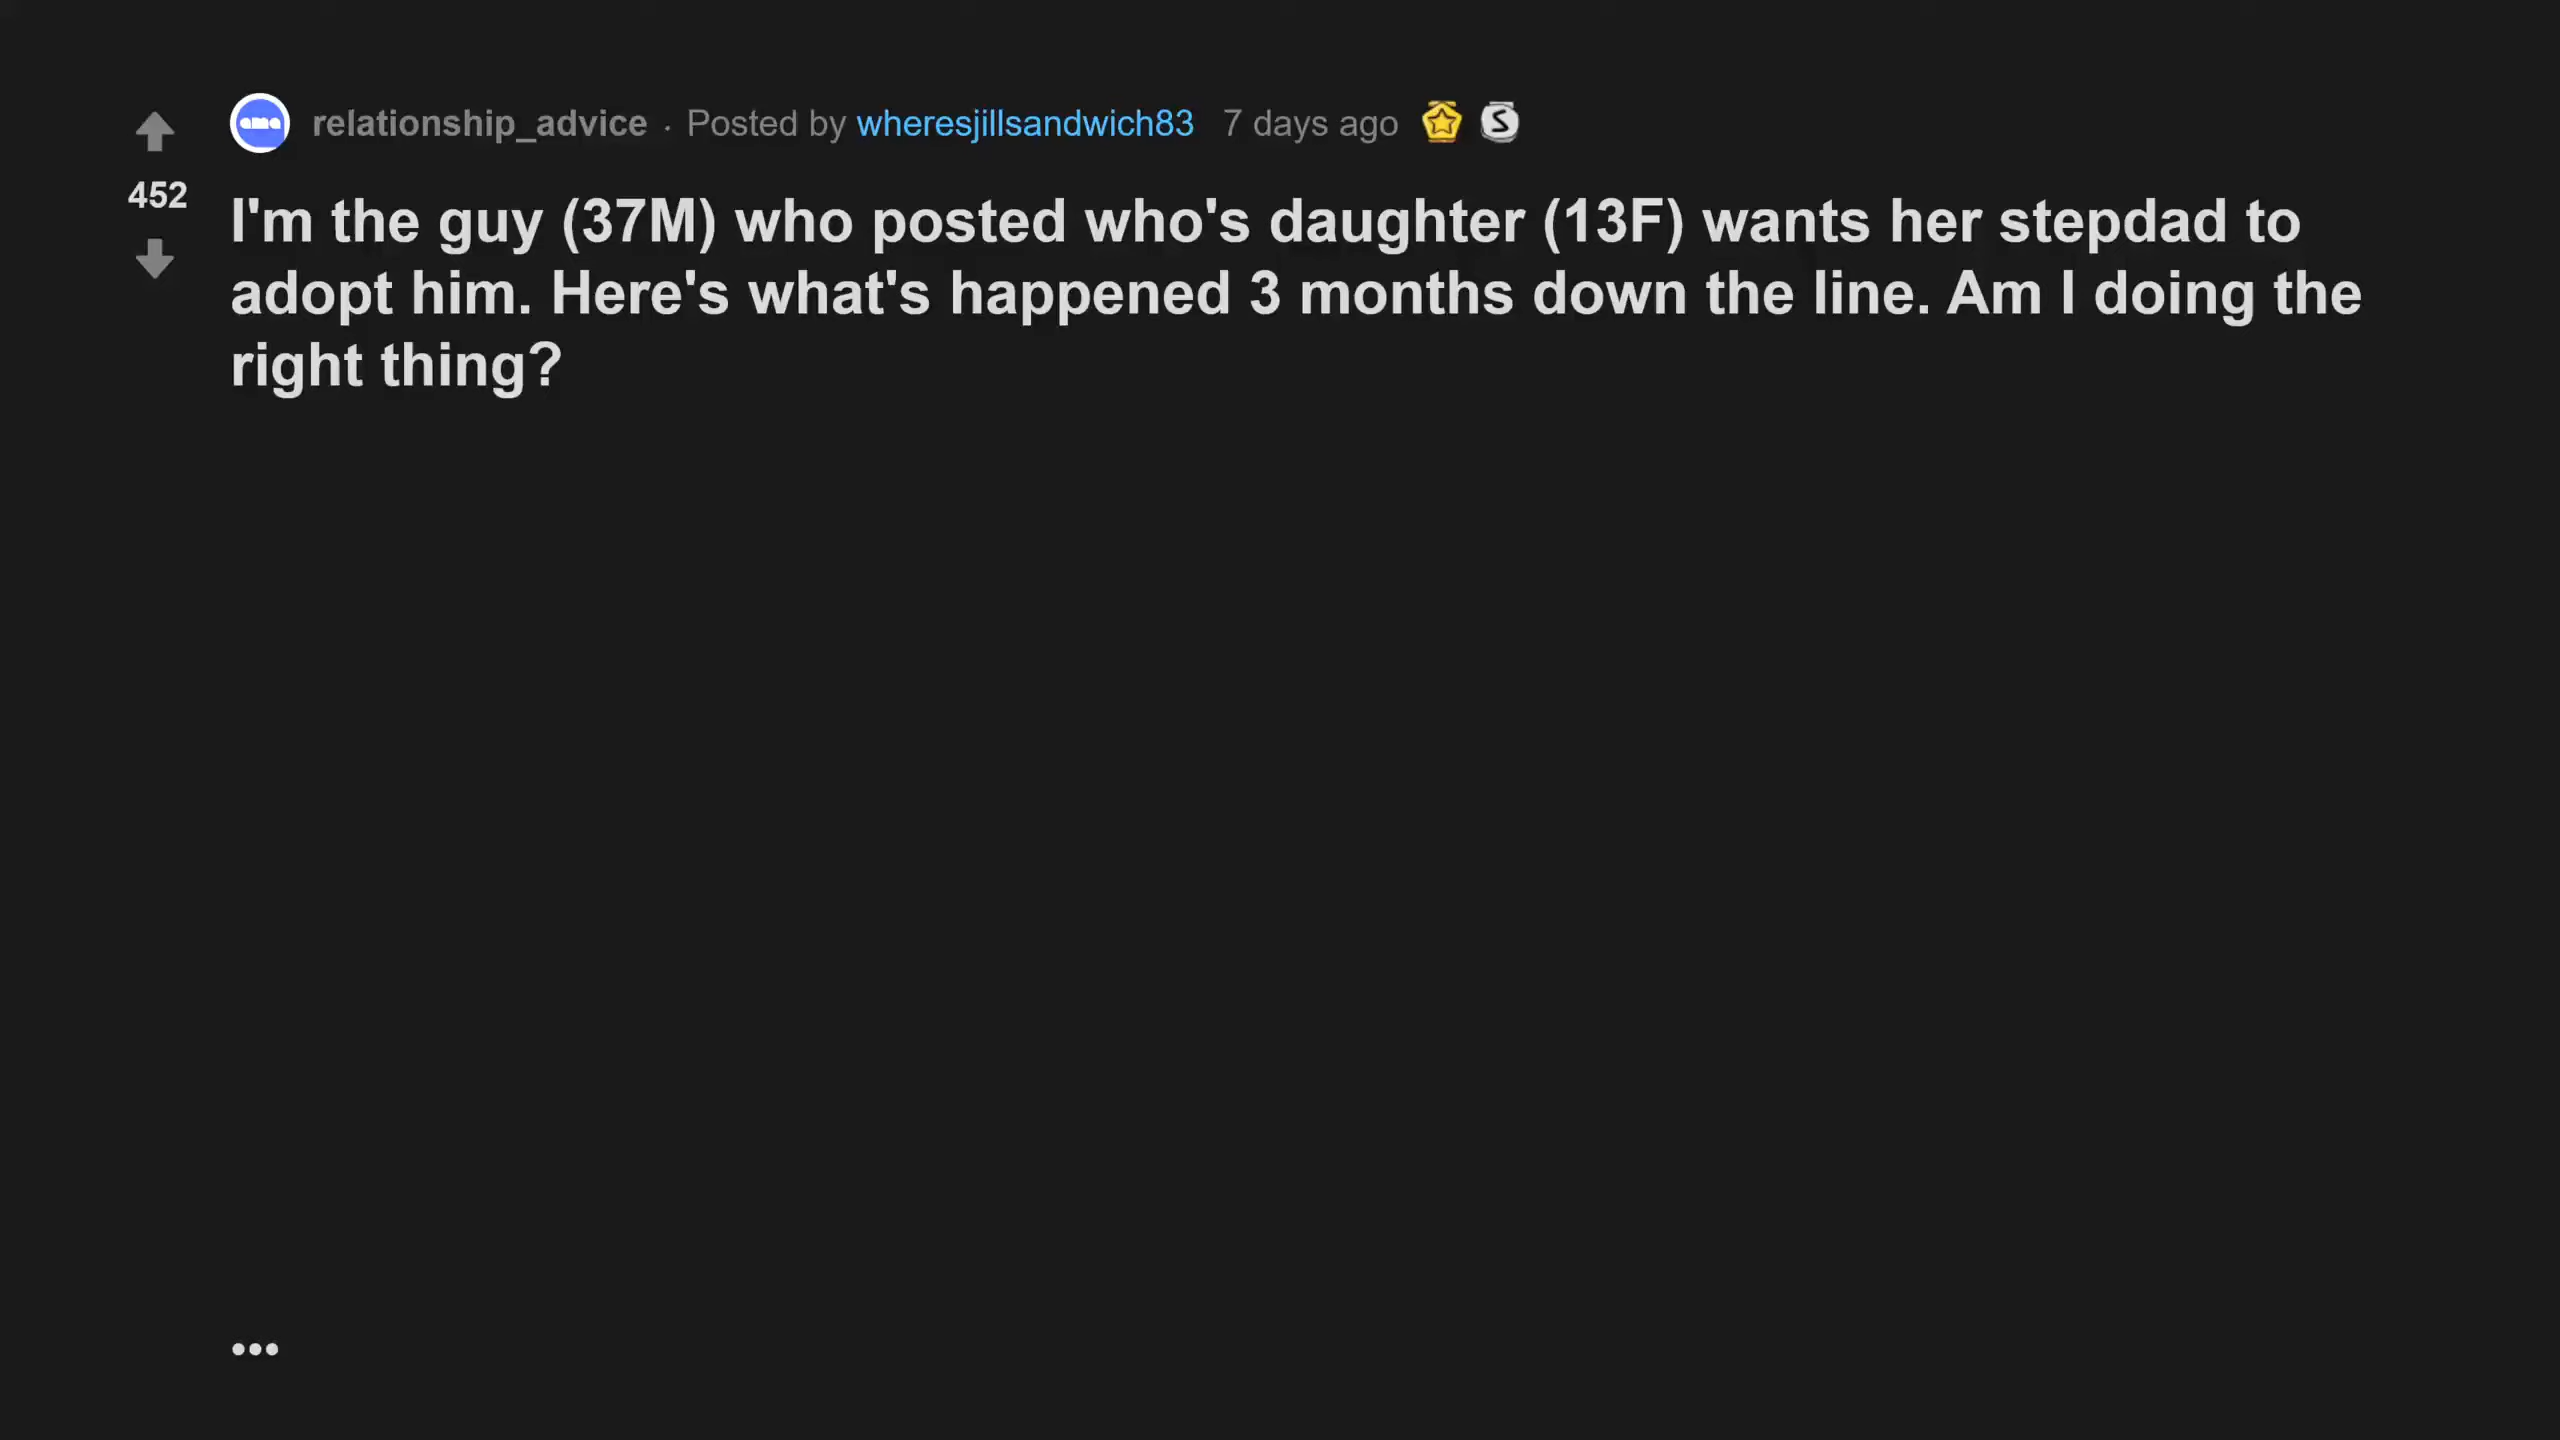 relationship_advice · Posted by wheresjillsandwich83 7 days ago
452
I'm the guy (37M) who posted who's daughter (13F) wants her stepdad to
adopt him. Here's what's happened 3 months down the line. Am I doing the
right thing?
•••